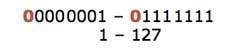 00000001 – 01111111
1 – 127